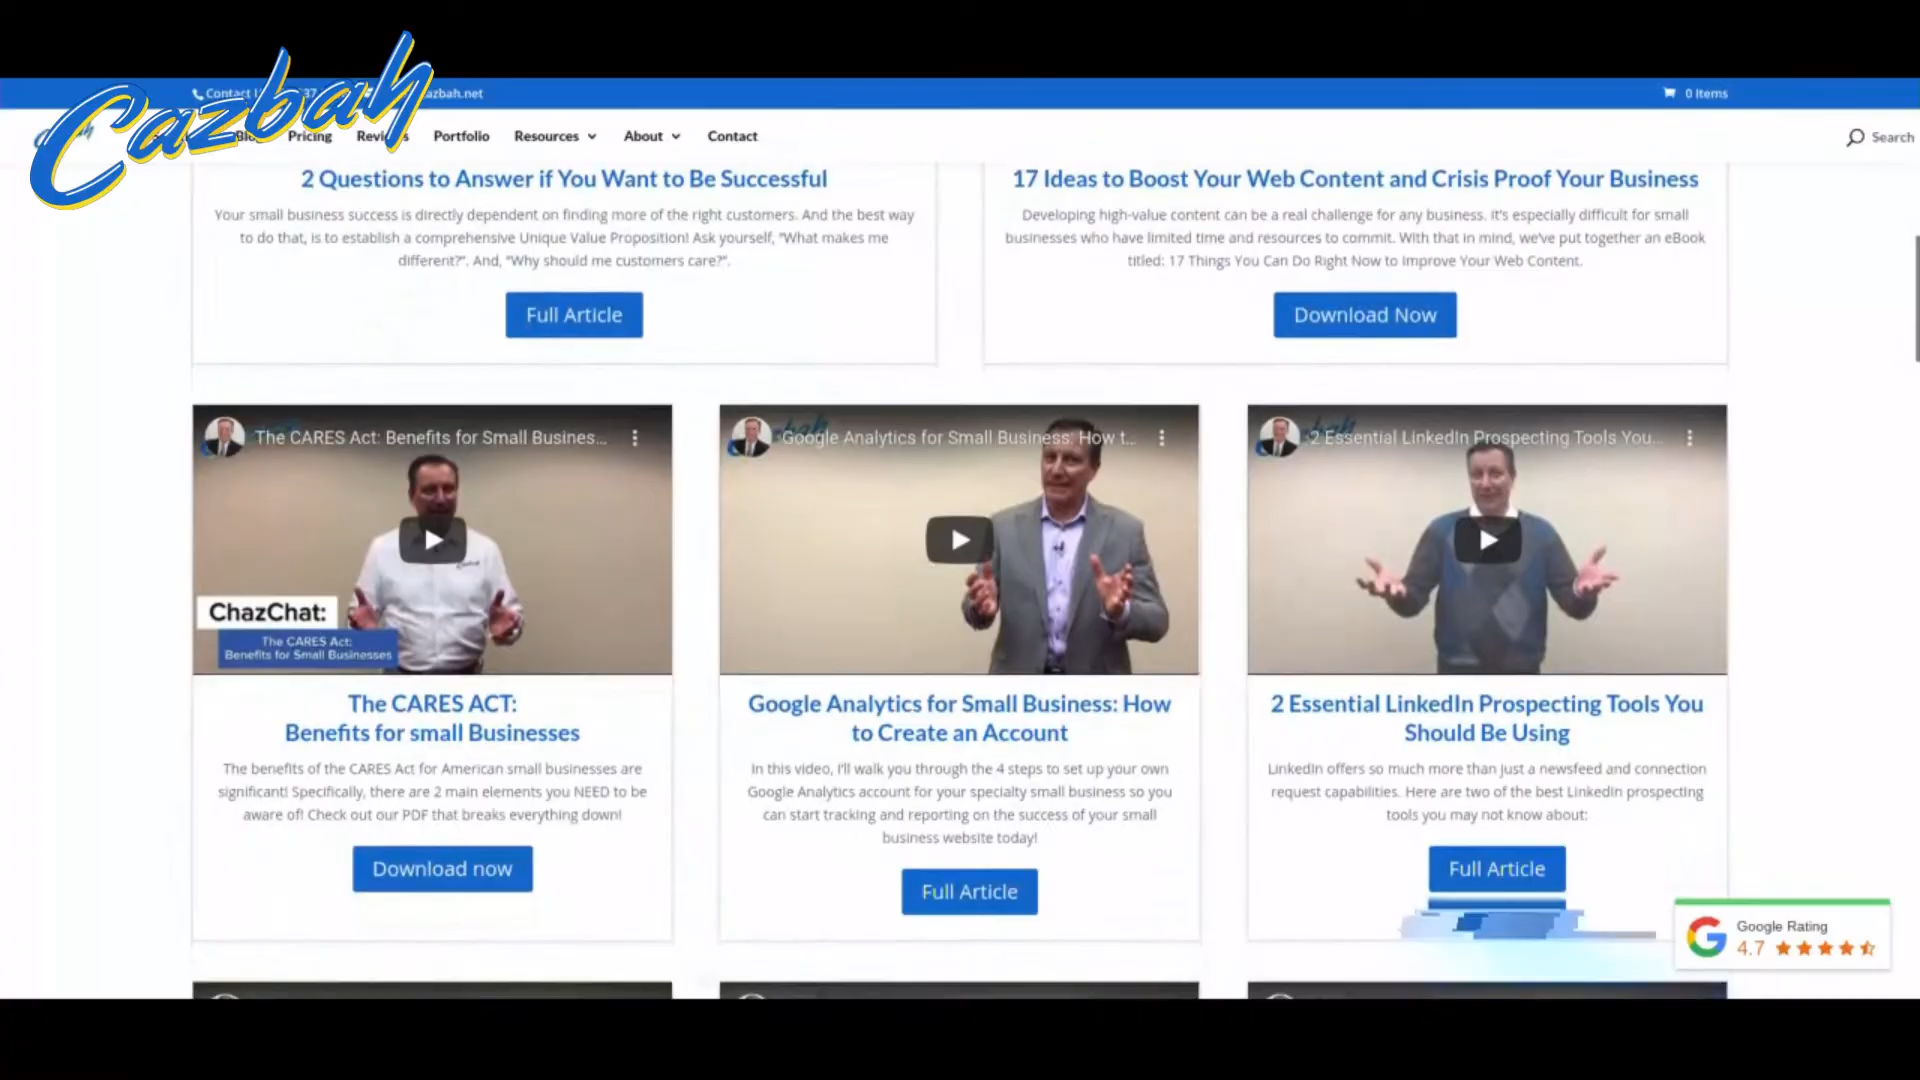 Cazbah
Contact
azbah.net
0 Items
Pricing
Reviews
Portfolio
Resources
About
Contact
Search
2 Questions to Answer if You Want to Be Successful
Your small business success is directly dependent on finding more of the right customers. And the best way
to do that, is to establish a comprehensive Unique Value Proposition! Ask yourself, "What makes me
different?". And, "Why should me customers care?".
Full Article
17 Ideas to Boost Your Web Content and Crisis Proof Your Business
Developing high-value content can be a real challenge for any business. It's especially difficult for small
businesses who have limited time and resources to commit. With that in mind, we've put together an eBook
titled: 17 Things You Can Do Right Now to Improve Your Web Content.
Download Now
The CARES Act: Benefits for Small Busines...
ChazChat:
The CARES Act:
Benefits for Small Businesses
The CARES ACT:
Benefits for small Businesses
The benefits of the CARES Act for American small businesses are
significant! Specifically, there are 2 main elements you NEED to be
aware of! Check out our PDF that breaks everything down!
Download now
Google Analytics for Small Business: How t...
Google Analytics for Small Business: How
to Create an Account
In this video, I'll walk you through the 4 steps to set up your own
Google Analytics account for your specialty small business so you
can start tracking and reporting on the success of your small
business website today!
Full Article
2 Essential LinkedIn Prospecting Tools You...
2 Essential LinkedIn Prospecting Tools You
Should Be Using
LinkedIn offers so much more than just a newsfeed and connection
request capabilities. Here are two of the best LinkedIn prospecting
tools you may not know about:
Full Article
Google Rating
4.7